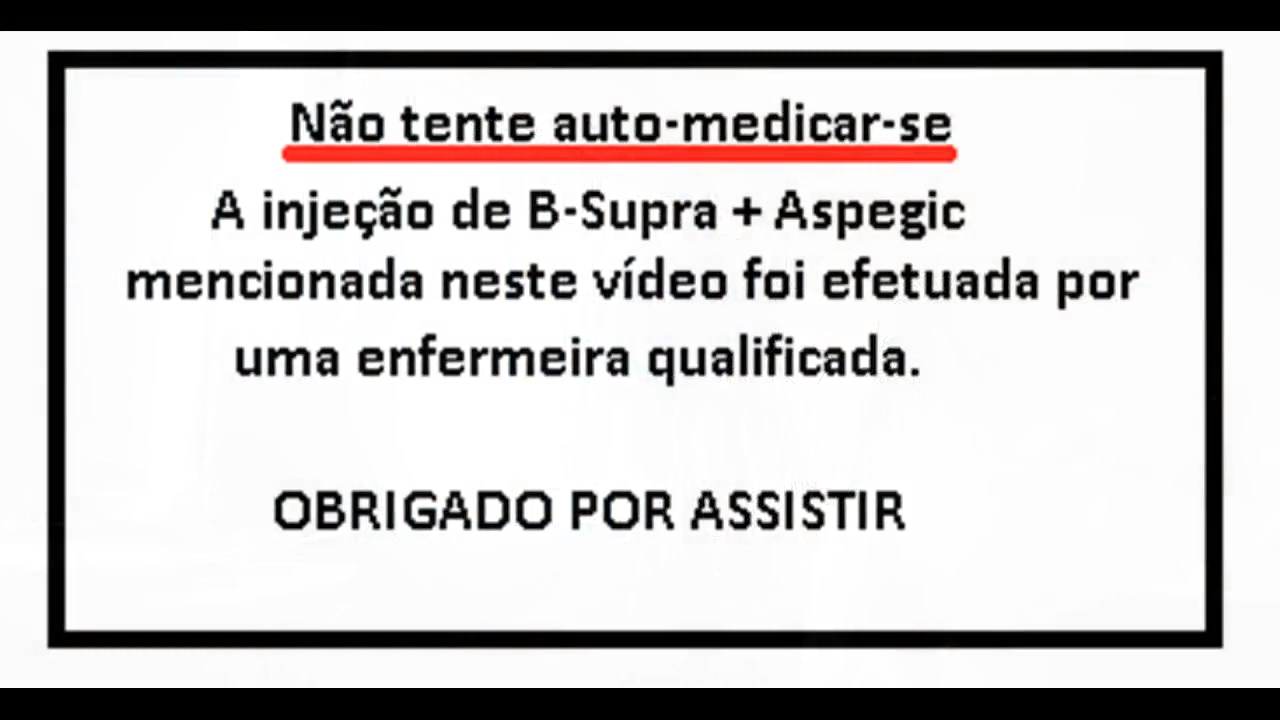 Não tente auto-medicar-se
A injeção de B-Supra + Aspegic
mencionada neste vídeo foi efetuada por
uma enfermeira qualificada.
OBRIGADO POR ASSISTIR